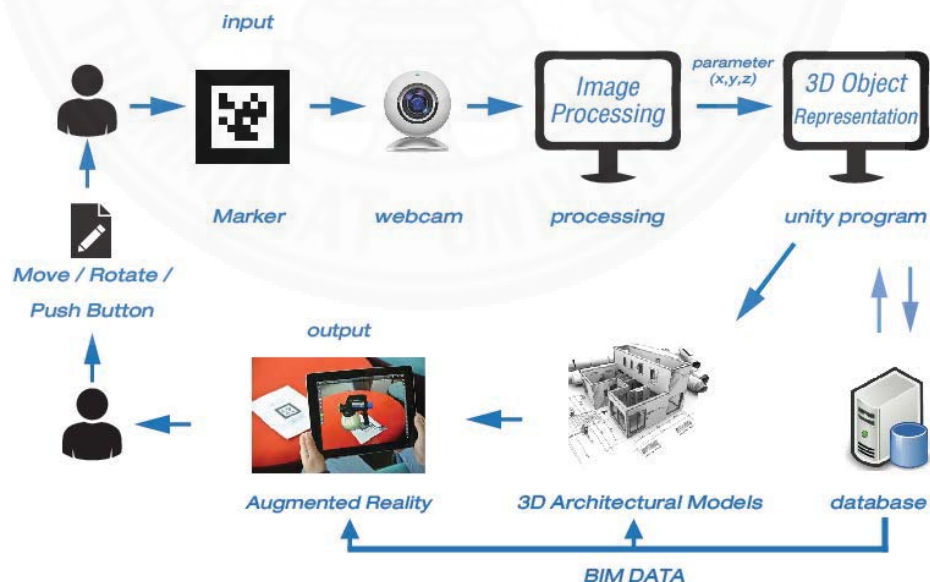 input
Image
Processing
parameter
(x,y,z)
3D Object
Representation
Marker
webcam
processing
unity program
Move / Rotate /
Push Button
output
Augmented Reality
3D Architectural Models
database
BIM DATA